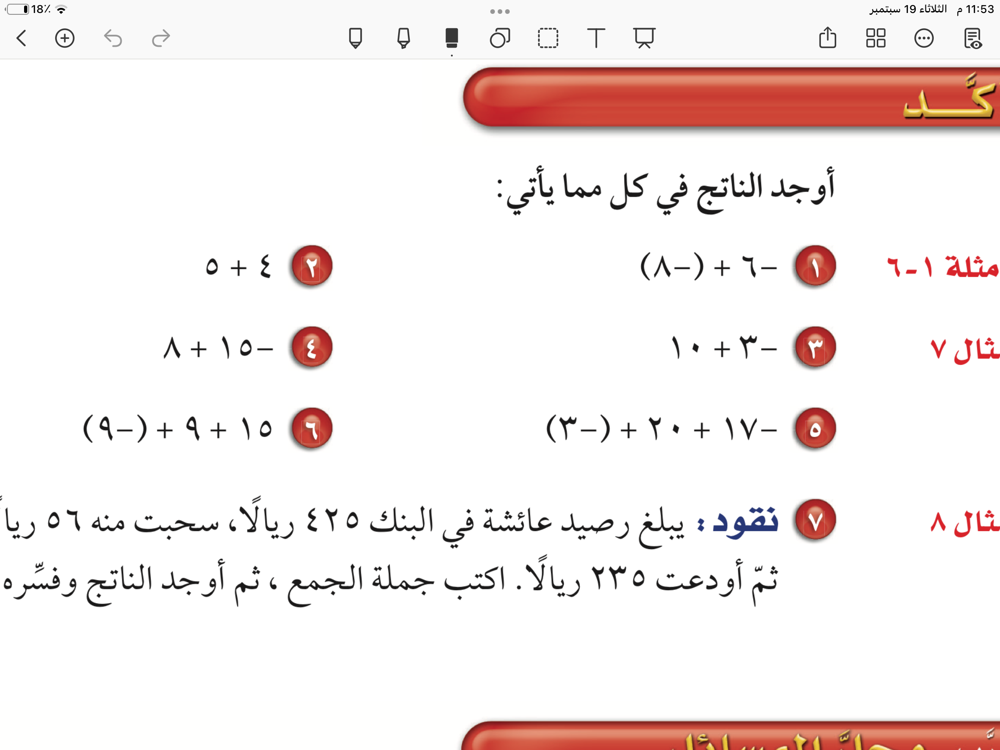 11:53 م الثلاثاء 19 سبتمبر
18٪
كَّــد
أوجد الناتج في كل مما يأتي:
مثلة ١-٦ ١ -٦ + (-٨) ٢ ٤ + ٥
ثال ٧ ٣ -٣ + ١٠ ٤ -١٥ + ٨
٥ -١٧ + ٢٠ + (-٣) ٦ ١٥ + ٩ + (-٩)
ثال ٨ ٧ نقود: يبلغ رصيد عائشة في البنك ٤٢٥ ريالًا، سحبت منه ٥٦ ريا
ثمّ أودعت ٢٣٥ ريالًا. اكتب جملة الجمع، ثم أوجد الناتج وفسِّره
وحلَّ المسائل